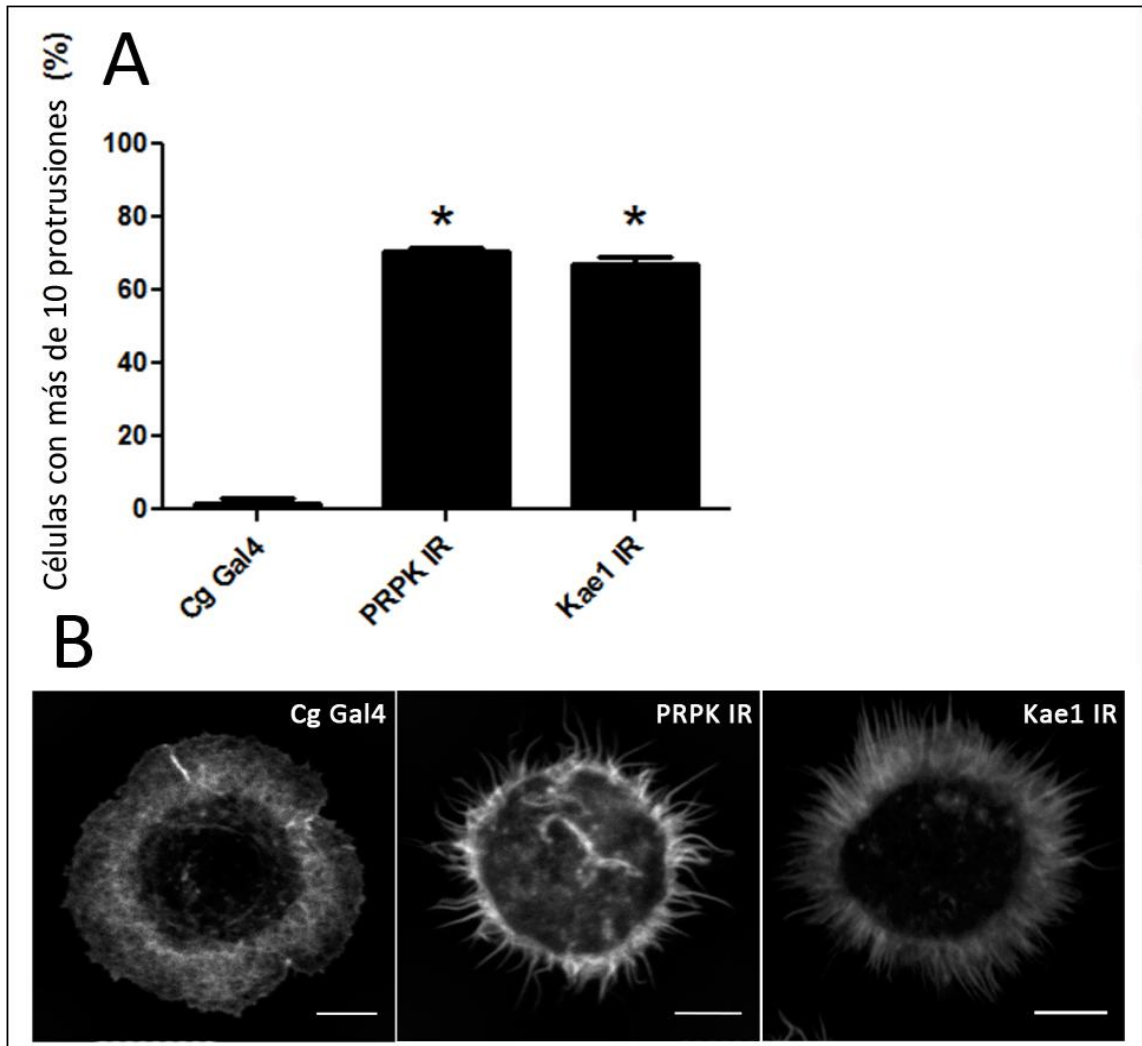 A
Células con más de 10 protrusiones (%)
100
80
60
40
20
0
* *
Cg Gal4
PRPK IR
Kae1 IR
B
Cg Gal4
PRPK IR
Kae1 IR